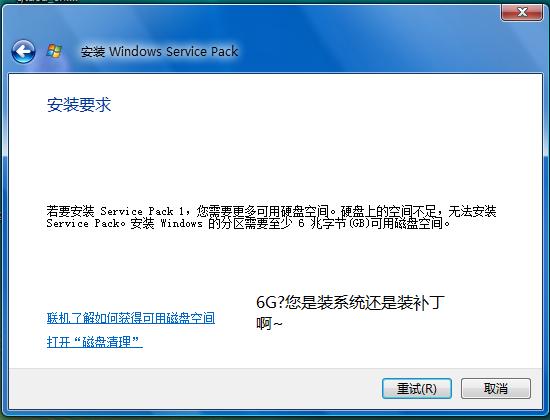 安装 Windows Service Pack
安装要求
若要安装 Service Pack 1，您需要更多可用硬盘空间。硬盘上的空间不足，无法安装
Service Pack。安装 Windows 的分区需要至少 6 兆字节(GB)可用磁盘空间。
6G?您是装系统还是装补丁
啊~
联机了解如何获得可用磁盘空间
打开“磁盘清理”
重试(R)
取消